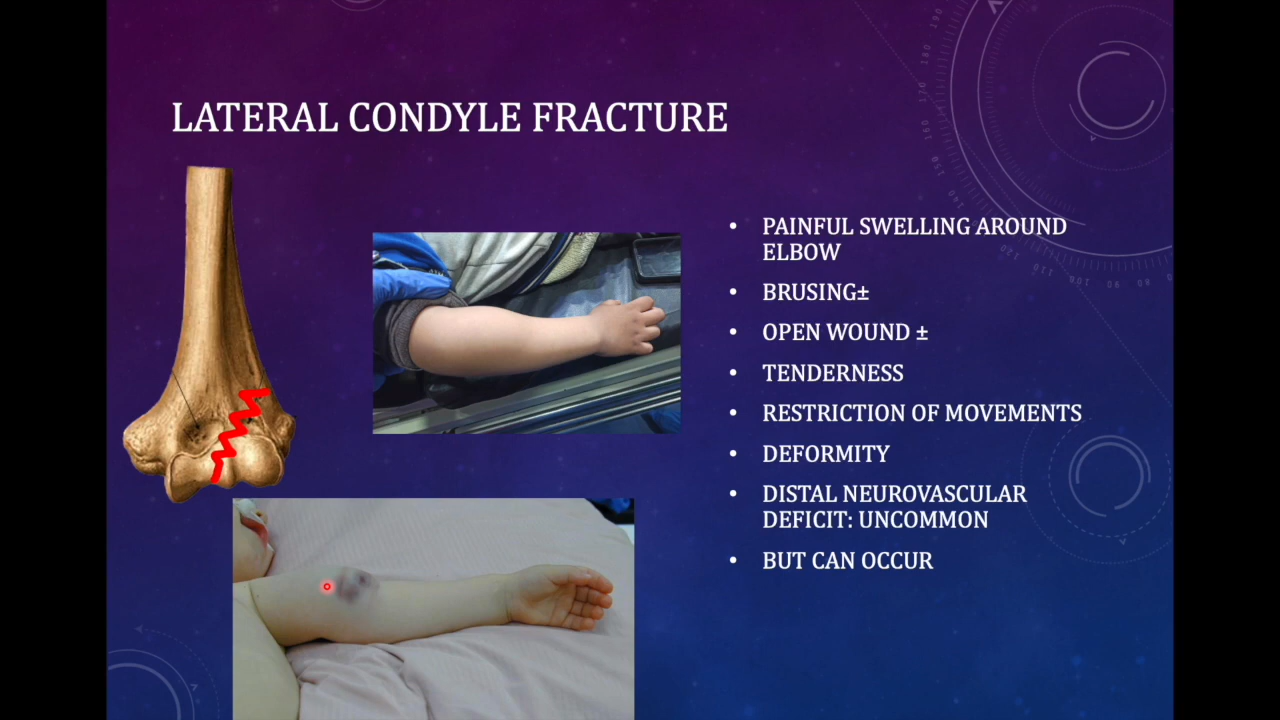 LATERAL CONDYLE FRACTURE
• PAINFUL SWELLING AROUND
ELBOW
• BRUSING±
• OPEN WOUND ±
• TENDERNESS
• RESTRICTION OF MOVEMENTS
• DEFORMITY
• DISTAL NEUROVASCULAR
DEFICIT: UNCOMMON
• BUT CAN OCCUR